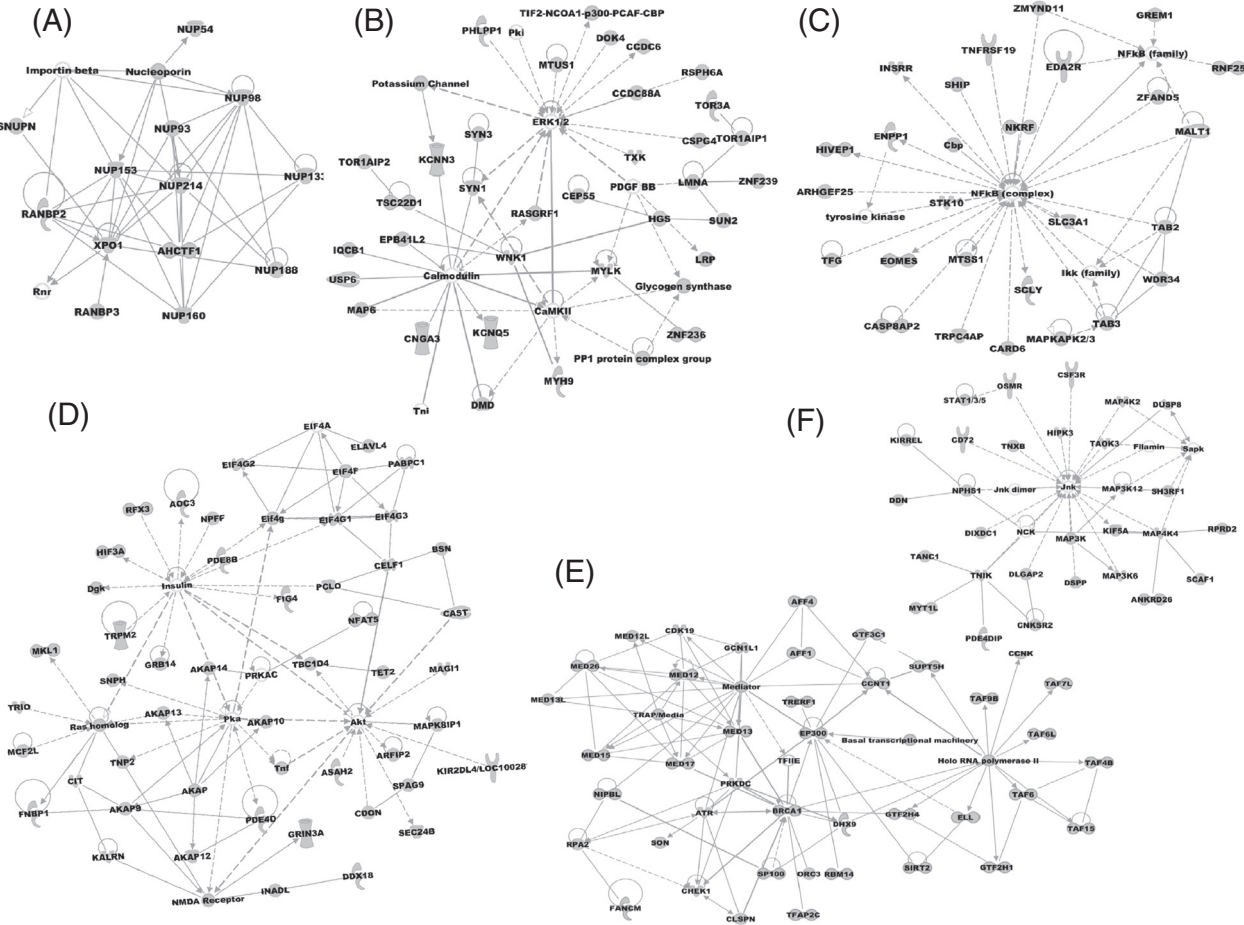 (A)
NUP54
Importin beta
Nucleoporin
NUP98
SNUPN
NUP93
NUP153
NUP214
NUP133
RANBP2
XPO1
AHCTF1
NUP188
Rnr
RANBP3
NUP160
(B)
TIF2-NCOA1-p300-PCAF-CBP
PHLPP1
Pki
DOK4
CCDC6
MTUS1
RSPH6A
Potassium Channel
CCDC88A
TOR3A
ERK1/2
SYN3
CSPG4
TOR1AIP1
TXK
TOR1AIP2
KCNN3
SYN1
PDGF BB
LMNA
ZNF239
TSC22D1
CEP55
RASGRF1
HGS
SUN2
EPB41L2
IQCB1
WNK1
LRP
USP6
Calmodulin
MYLK
Glycogen synthase
MAP6
CaMKII
CNGA3
KCNQ5
ZNF236
PP1 protein complex group
MYH9
Tni
DMD
(C)
ZMYND11
GREM1
TNFRSF19
NFkB (family)
INSRR
EDA2R
RNF25
SHIP
ZFAND5
ENPP1
NKRF
MALT1
HIVEP1
Cbp
ARHGEF25
NFkB (complex)
STK10
tyrosine kinase
SLC3A1
TAB2
TFG
EOMES
MTSS1
Ikk (family)
WDR34
SCLY
CASP8AP2
TRPC4AP
TAB3
MAPKAPK2/3
CARD6
(D)
EIF4A
ELAVL4
EIF4G2
EIF4F
PABPC1
AOC3
RFX3
NPFF
Eif4g
EIF4G1
EIF4G3
HIF3A
PDE8B
BSN
CELF1
Dgk
Insulin
PCLO
FIG4
CAST
TRPM2
NFAT5
MKL1
GRB14
AKAP14
TBC1D4
TET2
MAGI1
SNPH
PRKAC
TRIO
AKAP13
Pka
AKAP10
Akt
MAPK8IP1
Ras homolog
MCF2L
TNP2
ARFIP2
Tnf
ASAH2
KIR2DL4/LOC10028
CIT
AKAP
SPAG9
FNBP1
AKAP9
PDE4D
CDON
GRIN3A
SEC24B
KALRN
AKAP12
DDX18
INADL
NMDA Receptor
(F)
CSF3R
OSMR
STAT1/3/5
MAP4K2
DUSP8
KIRREL
CD72
HIPK3
TNXB
TAOK3
Filamin
Sapk
NPHS1
Jnk dimer
Jnk
MAP3K12
SH3RF1
DDN
DIXDC1
NCK
KIF5A
MAP4K4
RPRD2
MAP3K
TANC1
TNIK
DLGAP2
DSPP
MAP3K6
SCAF1
MYT1L
ANKRD26
CNKSR2
PDE4DIP
(E)
AFF4
CDK19
MED12L
GTF3C1
CCNK
GCN1L1
AFF1
SUPT5H
MED26
MED12
CCNT1
TAF7L
MED13L
Mediator
TAF9B
TRERF1
TRAP/Media
MED13
EP300
Basal transcriptional machinery
TAF6L
MED15
MED17
TFIIE
Holo RNA polymerase II
TAF4B
NIPBL
PRKDC
TAF6
ATR
BRCA1
GTF2H4
ELL
TAF15
RPA2
SON
DHX9
SIRT2
GTF2H1
CHEK1
SP100
ORC3
RBM14
FANCM
CLSPN
TFAP2C